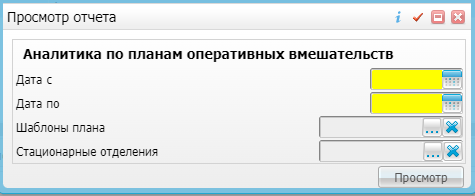 Просмотр отчета
Аналитика по планам оперативных вмешательств
Дата с
Дата по
Шаблоны плана ...
Стационарные отделения ...
Просмотр